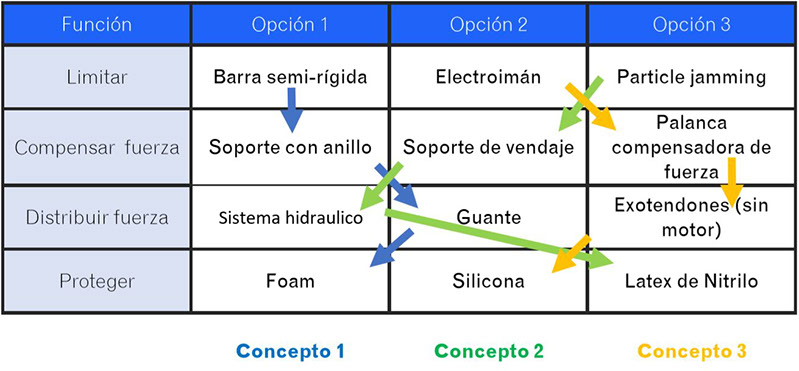 Función Opción 1 Opción 2 Opción 3
Limitar Barra semi-rígida Electroimán Particle jamming
Compensar fuerza Soporte con anillo Soporte de vendaje Palanca
compensadora de
fuerza
Distribuir fuerza Sistema hidraulico Guante Exotendones (sin
motor)
Proteger Foam Silicona Latex de Nitrilo
Concepto 1 Concepto 2 Concepto 3